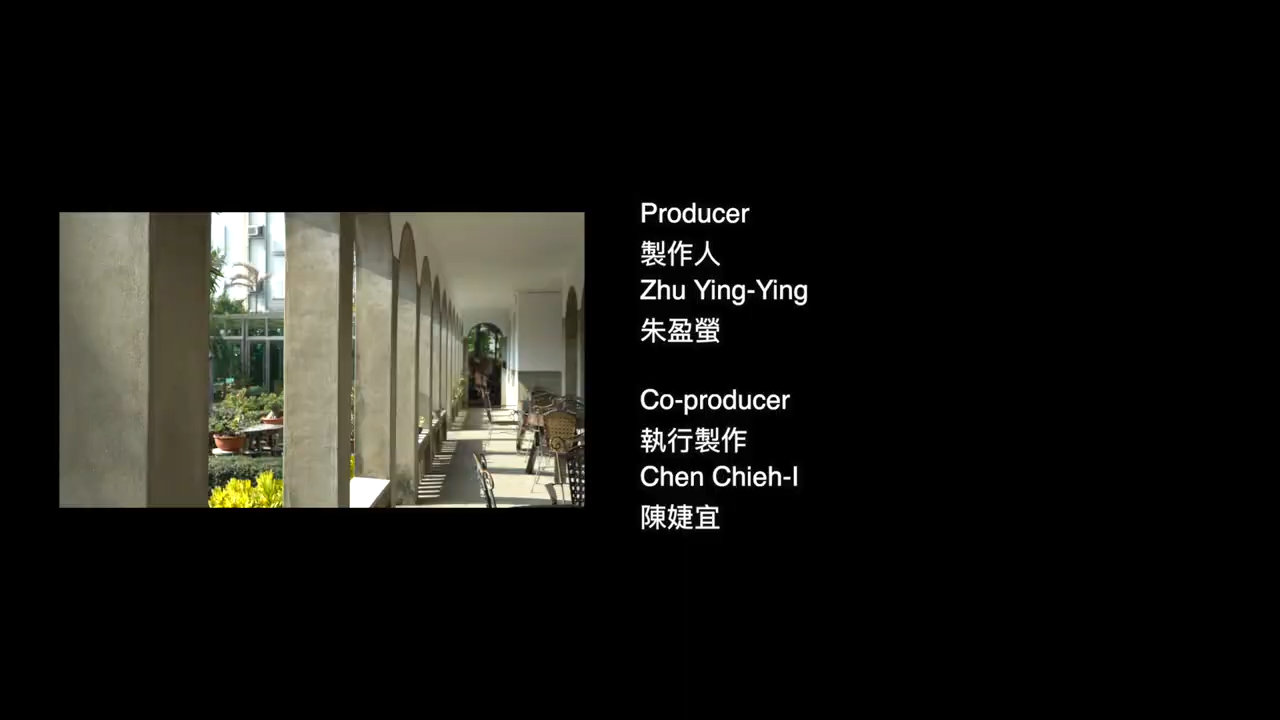 Producer
製作人
Zhu Ying-Ying
朱盈螢
Co-producer
執行製作
Chen Chieh-I
陳婕宜